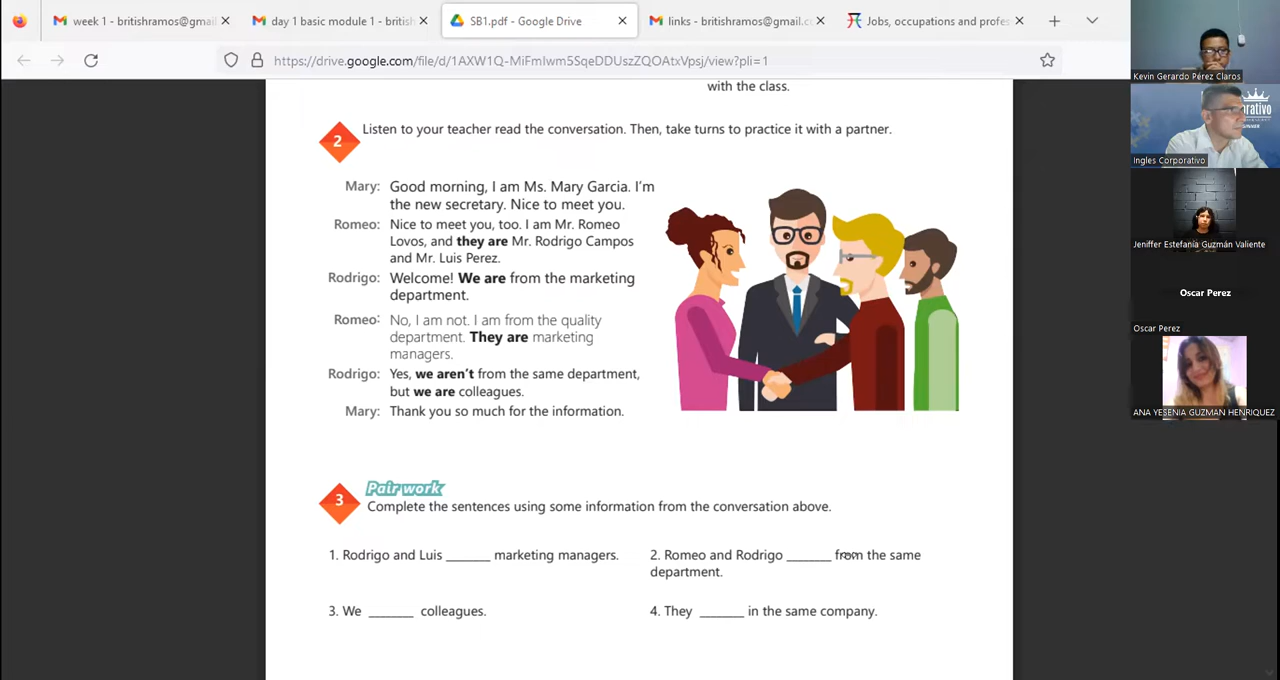 week 1 - britishramos@gmail
day 1 basic module 1 - british
SB1.pdf - Google Drive
links - britishramos@gmail.c
Jobs, occupations and profes
https://drive.google.com/file/d/1AXW1Q-MiFmIwm5SqeDDUszZQOAtxVpsj/view?pli=1
with the class.
2
Listen to your teacher read the conversation. Then, take turns to practice it with a partner.
Mary: Good morning, I am Ms. Mary Garcia. I'm
the new secretary. Nice to meet you.
Romeo: Nice to meet you, too. I am Mr. Romeo
Lovos, and they are Mr. Rodrigo Campos
and Mr. Luis Perez.
Rodrigo: Welcome! We are from the marketing
department.
Romeo: No, I am not. I am from the quality
department. They are marketing
managers.
Rodrigo: Yes, we aren't from the same department,
but we are colleagues.
Mary: Thank you so much for the information.
3
Pair work
Complete the sentences using some information from the conversation above.
1. Rodrigo and Luis _______ marketing managers.
2. Romeo and Rodrigo _______ from the same
department.
3. We _______ colleagues.
4. They _______ in the same company.
Kevin Gerardo Pérez Claros
orativo
Ingles Corporativo
Jeniffer Estefanía Guzmán Valiente
Oscar Perez
Oscar Perez
ANA YESENIA GUZMAN HENRIQUEZ